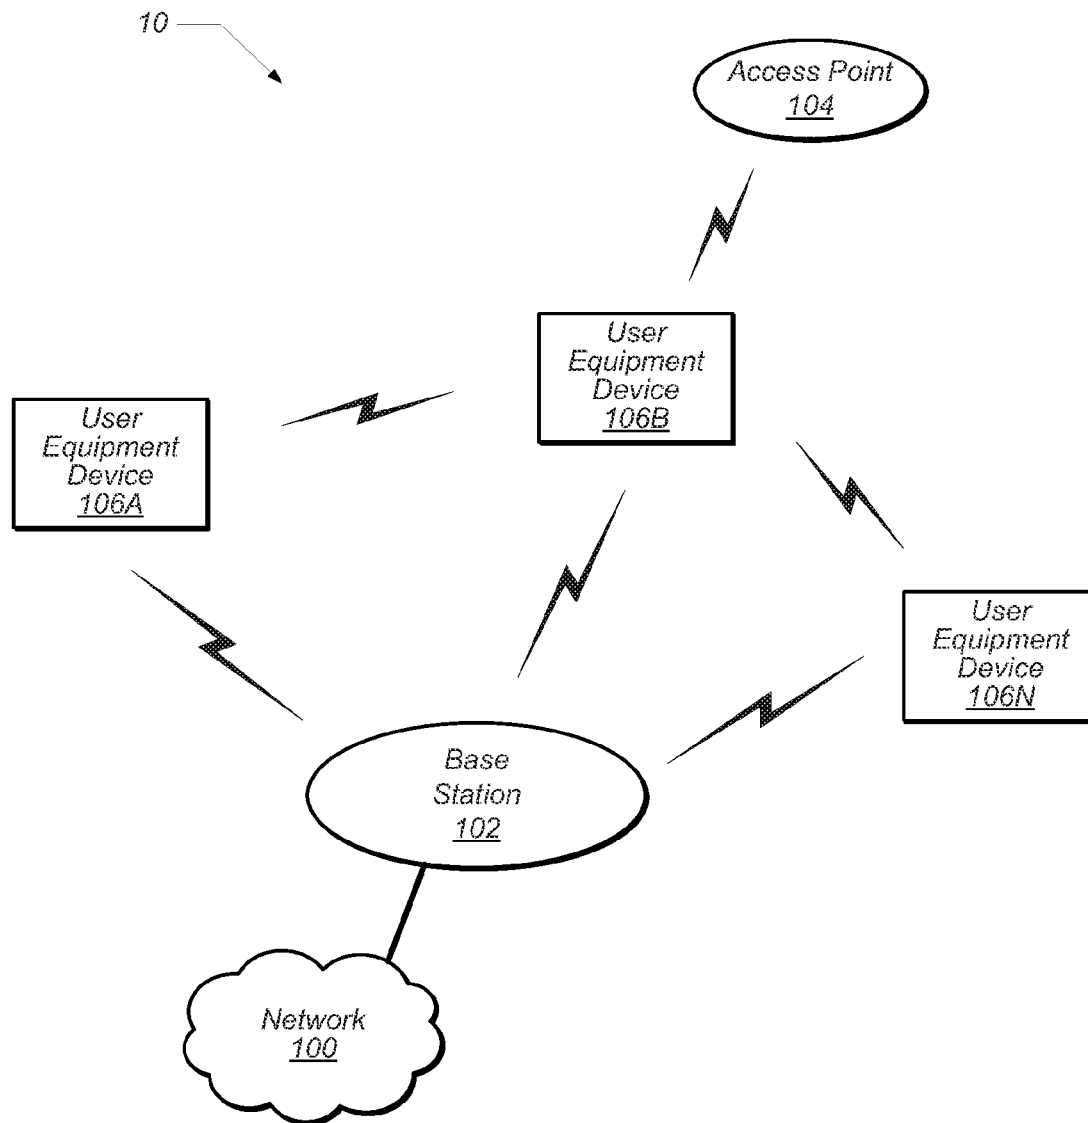 10
Access Point
104
User
Equipment
Device
106B
User
Equipment
Device
106A
User
Equipment
Device
106N
Base
Station
102
Network
100